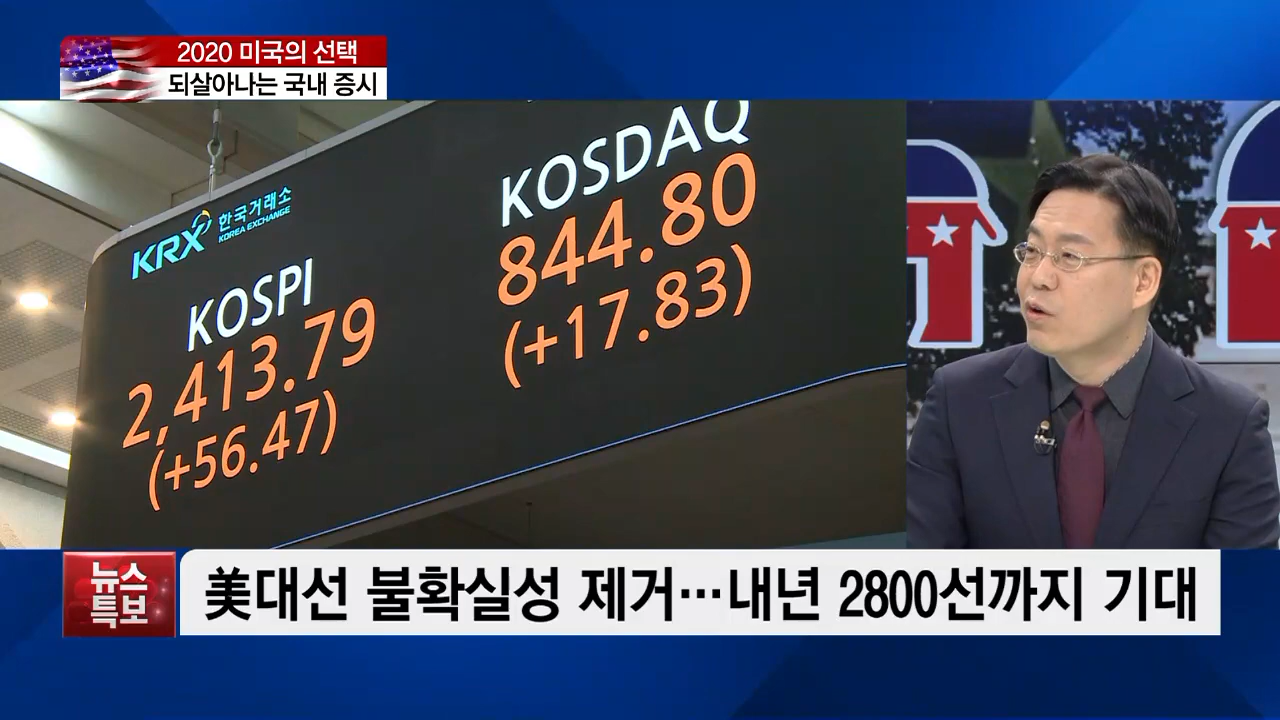 2020 미국의 선택
되살아나는 국내 증시
KRX 한국거래소
KOREA EXCHANGE
KOSPI
2,413.79
(+56.47)
KOSDAQ
844.80
(+17.83)
뉴스
특보
美대선 불확실성 제거…내년 2800선까지 기대